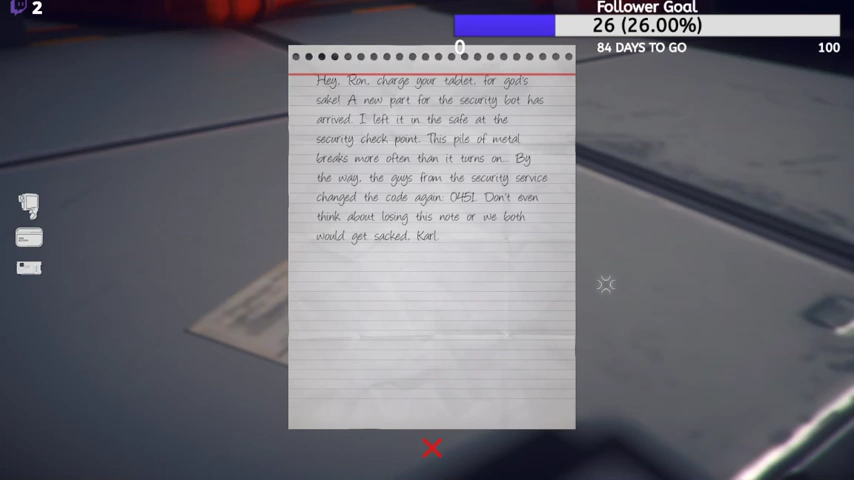 2
Follower Goal
26 (26.00%)
0
84 DAYS TO GO
100
Hey, Ron, charge your tablet, for god's
sake! A new part for the security bot has
arrived. I left it in the safe at the
security check point. This pile of metal
breaks more often than it turns on... By
the way, the guys from the security service
changed the code again: 0451. Don't even
think about losing this note or we both
would get sacked. Karl.